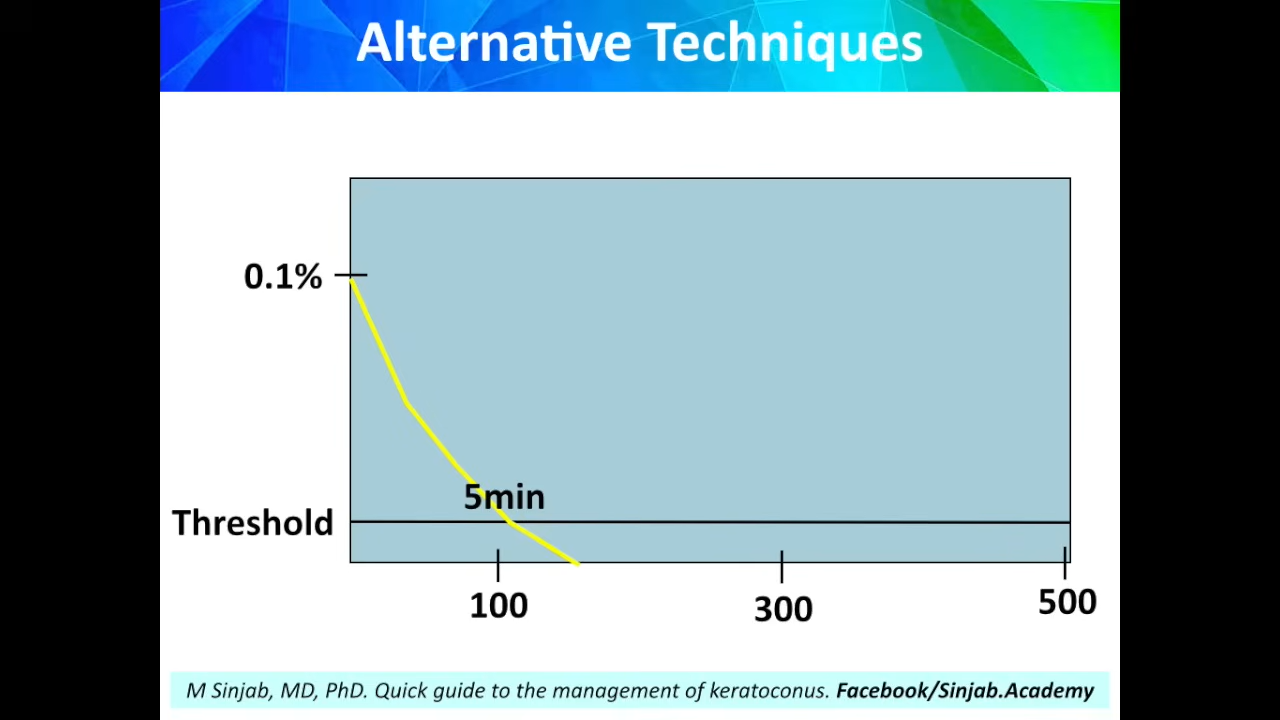 Alternative Techniques
0.1%
5min
Threshold
100
300
500
M Sinjab, MD, PhD. Quick guide to the management of keratoconus. Facebook/Sinjab.Academy